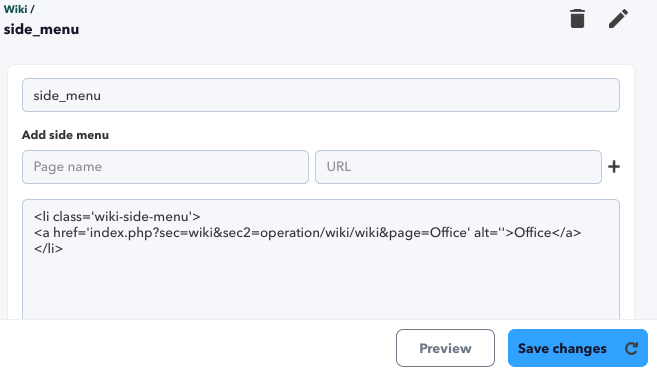 Wiki /
side_menu
side_menu
Add side menu
Page name
URL
<li class='wiki-side-menu'>
<a href='index.php?sec=wiki&sec2=operation/wiki/wiki&page=Office' alt=''>Office</a>
</li>
Preview
Save changes